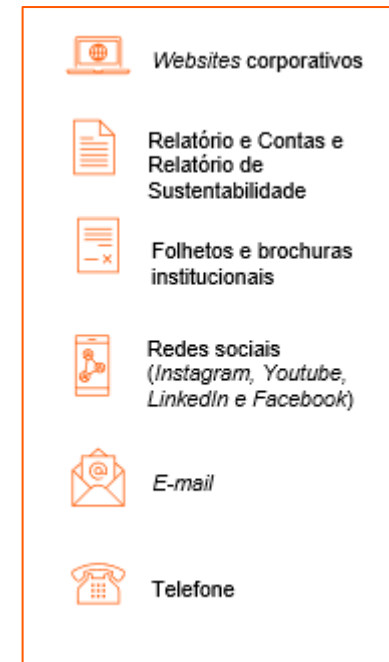 Websites corporativos
Relatório e Contas e
Relatório de
Sustentabilidade
Folhetos e brochuras
institucionais
Redes sociais
(Instagram, Youtube,
LinkedIn e Facebook)
E-mail
Telefone